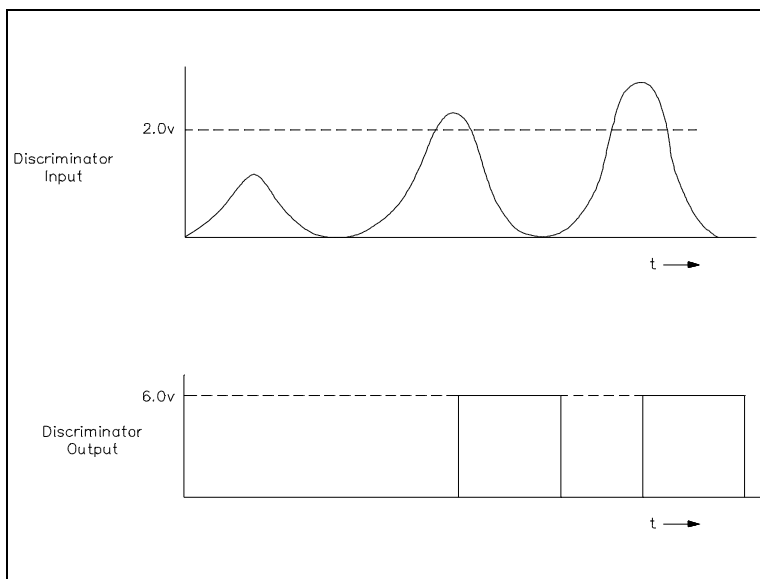 2.0v
Discriminator
Input
t
6.0v
Discriminator
Output
t